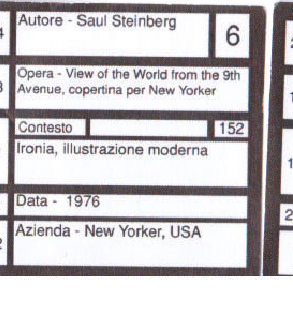 4
Autore - Saul Steinberg
6
3
Opera - View of the World from the 9th
Avenue, copertina per New Yorker
Contesto
152
Ironia, illustrazione moderna
Data - 1976
2
Azienda - New Yorker, USA
2
1
1
2